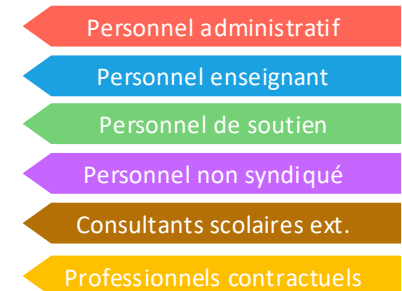 Personnel administratif
Personnel enseignant
Personnel de soutien
Personnel non syndiqué
Consultants scolaires ext.
Professionnels contractuels